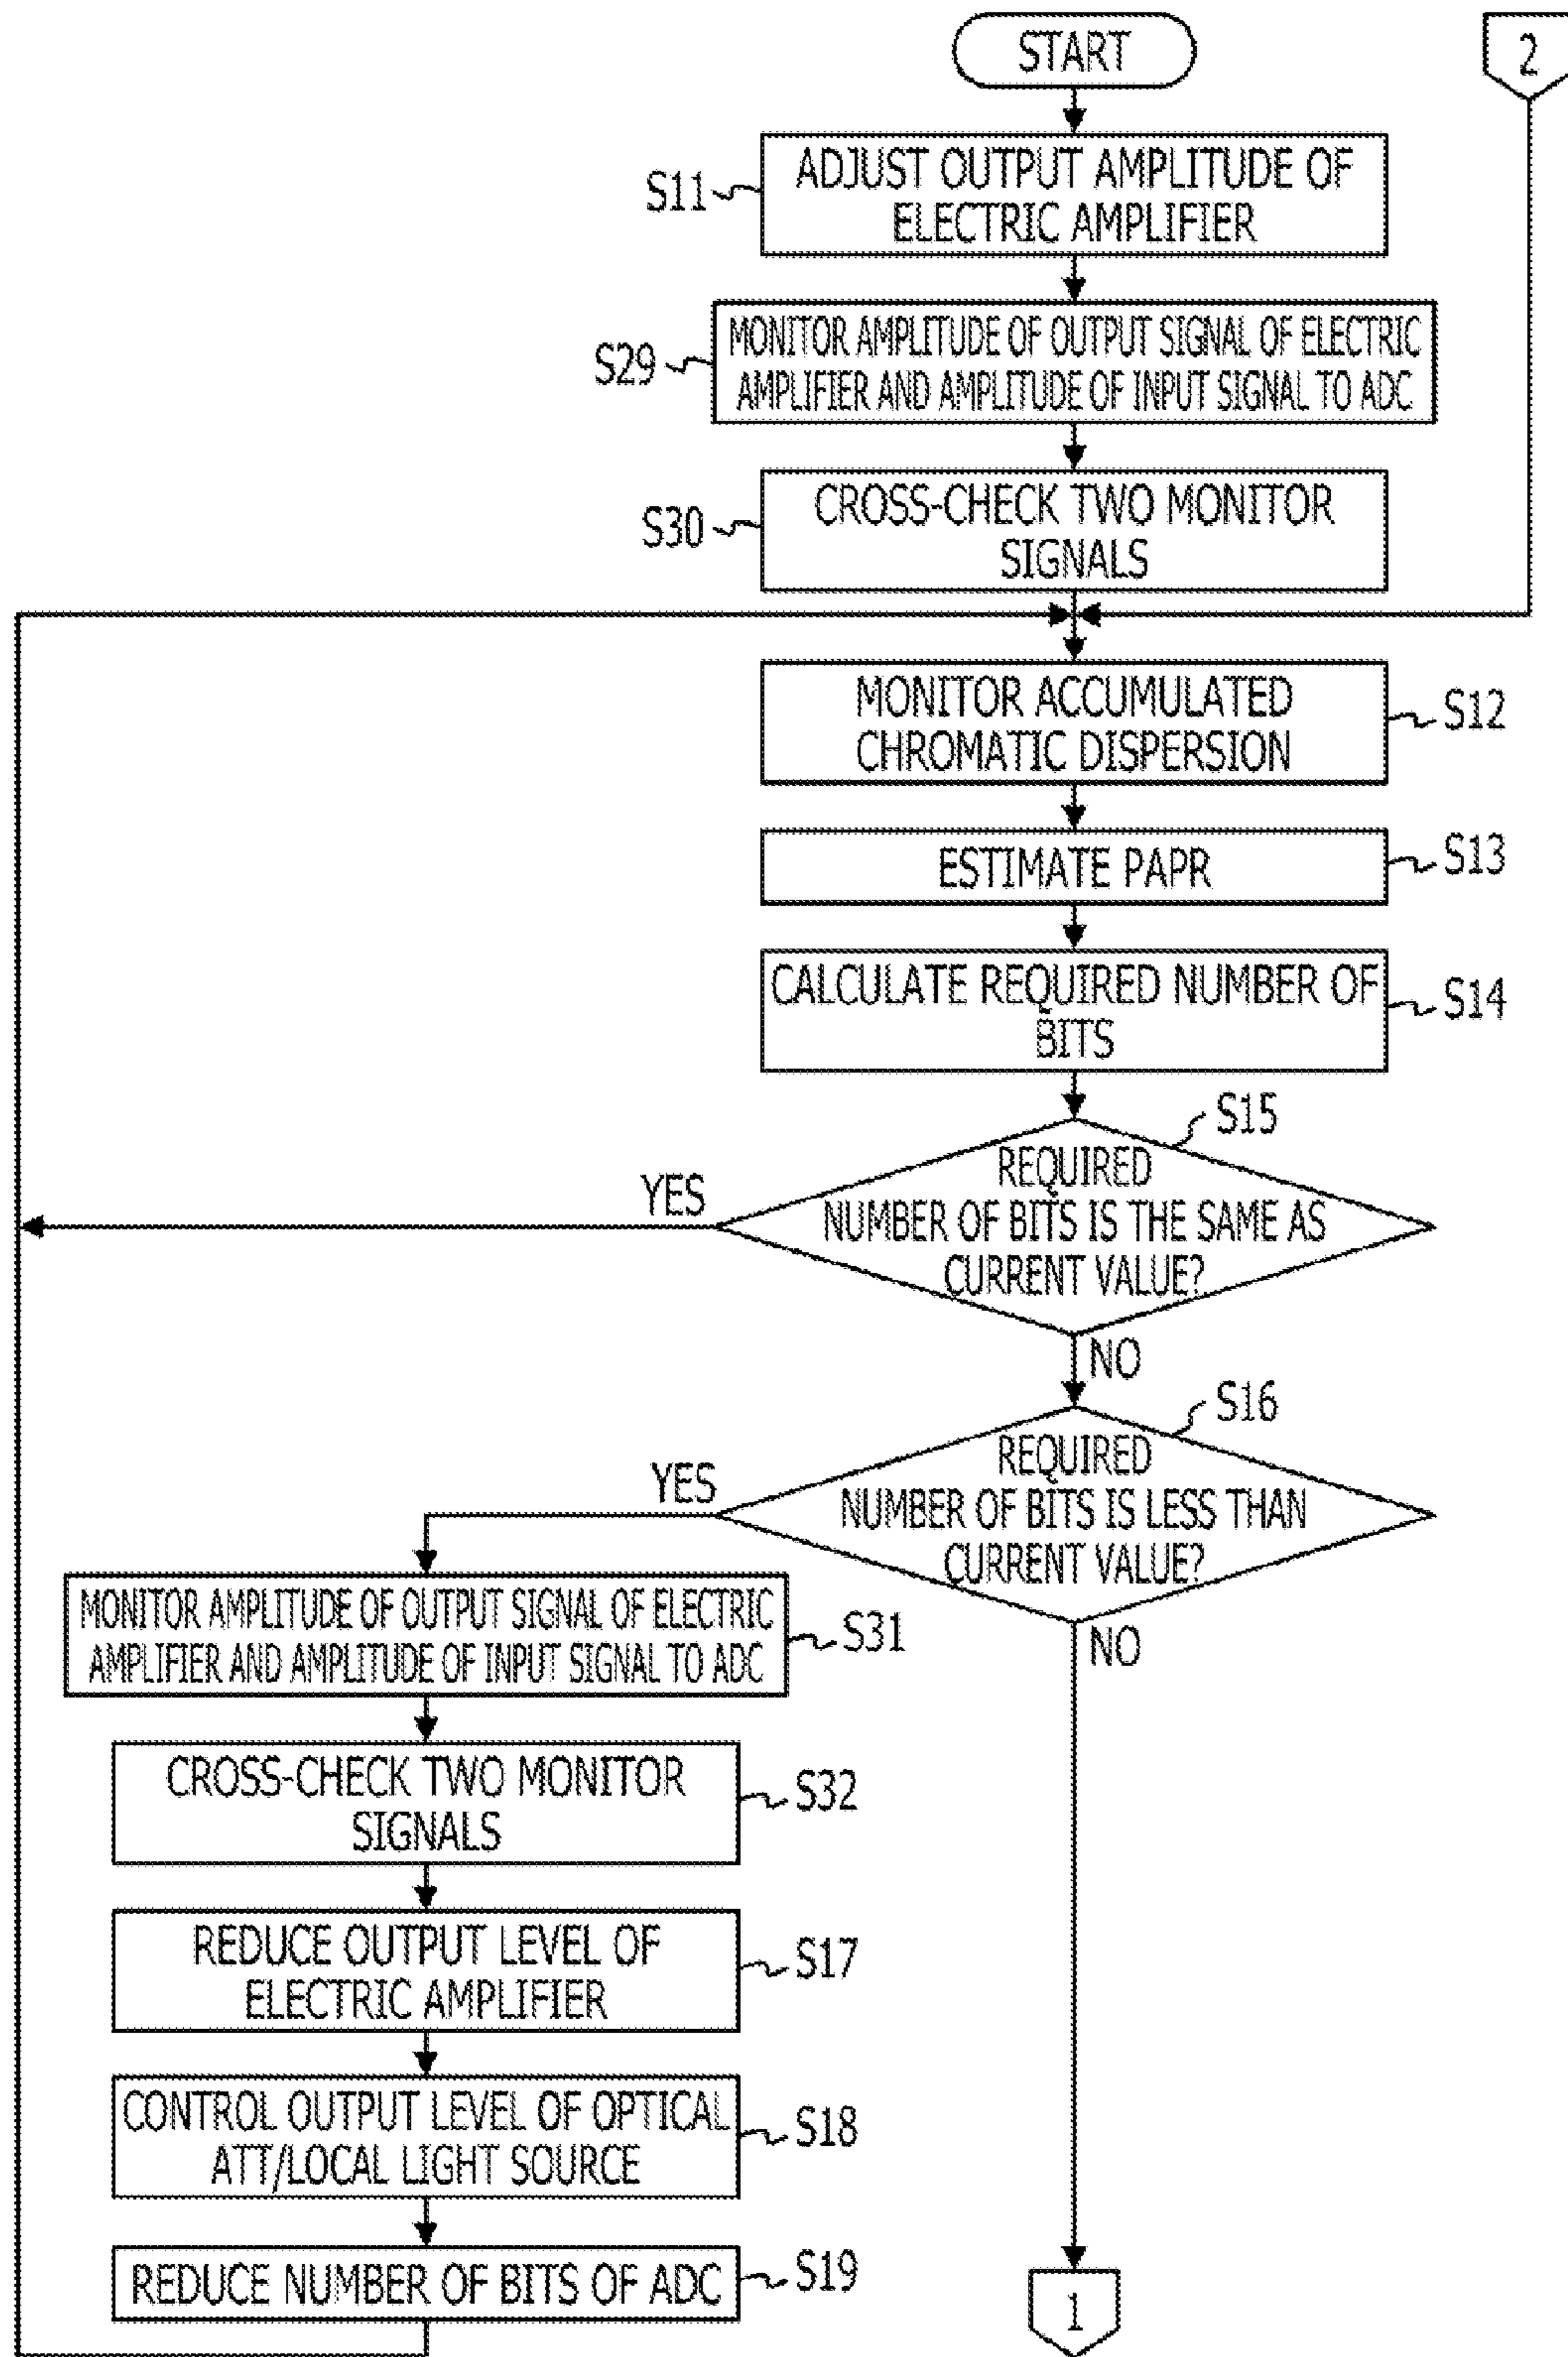 START
2
S11
ADJUST OUTPUT AMPLITUDE OF
ELECTRIC AMPLIFIER
S29
MONITOR AMPLITUDE OF OUTPUT SIGNAL OF ELECTRIC
AMPLIFIER AND AMPLITUDE OF INPUT SIGNAL TO ADC
S30
CROSS-CHECK TWO MONITOR
SIGNALS
MONITOR ACCUMULATED
CHROMATIC DISPERSION
S12
ESTIMATE PAPR
S13
CALCULATE REQUIRED NUMBER OF
BITS
S14
S15
REQUIRED
NUMBER OF BITS IS THE SAME AS
CURRENT VALUE?
YES
NO
S16
REQUIRED
NUMBER OF BITS IS LESS THAN
CURRENT VALUE?
YES
NO
MONITOR AMPLITUDE OF OUTPUT SIGNAL OF ELECTRIC
AMPLIFIER AND AMPLITUDE OF INPUT SIGNAL TO ADC
S31
CROSS-CHECK TWO MONITOR
SIGNALS
S32
REDUCE OUTPUT LEVEL OF
ELECTRIC AMPLIFIER
S17
CONTROL OUTPUT LEVEL OF OPTICAL
ATT/LOCAL LIGHT SOURCE
S18
REDUCE NUMBER OF BITS OF ADC
S19
1